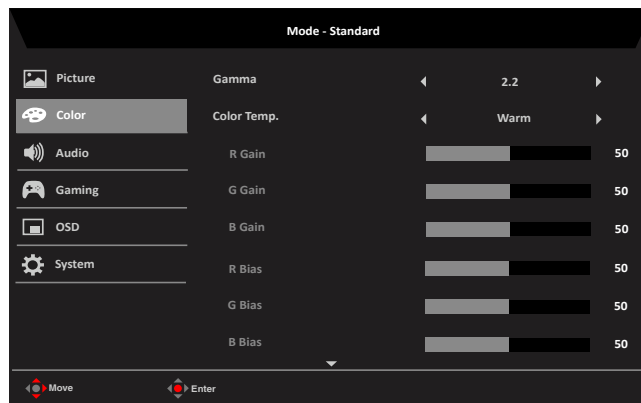 Mode - Standard
Picture
Gamma 2.2
Color
Color Temp. Warm
Audio
R Gain 50
Gaming
G Gain 50
OSD
B Gain 50
System
R Bias 50
G Bias 50
B Bias 50
Move Enter